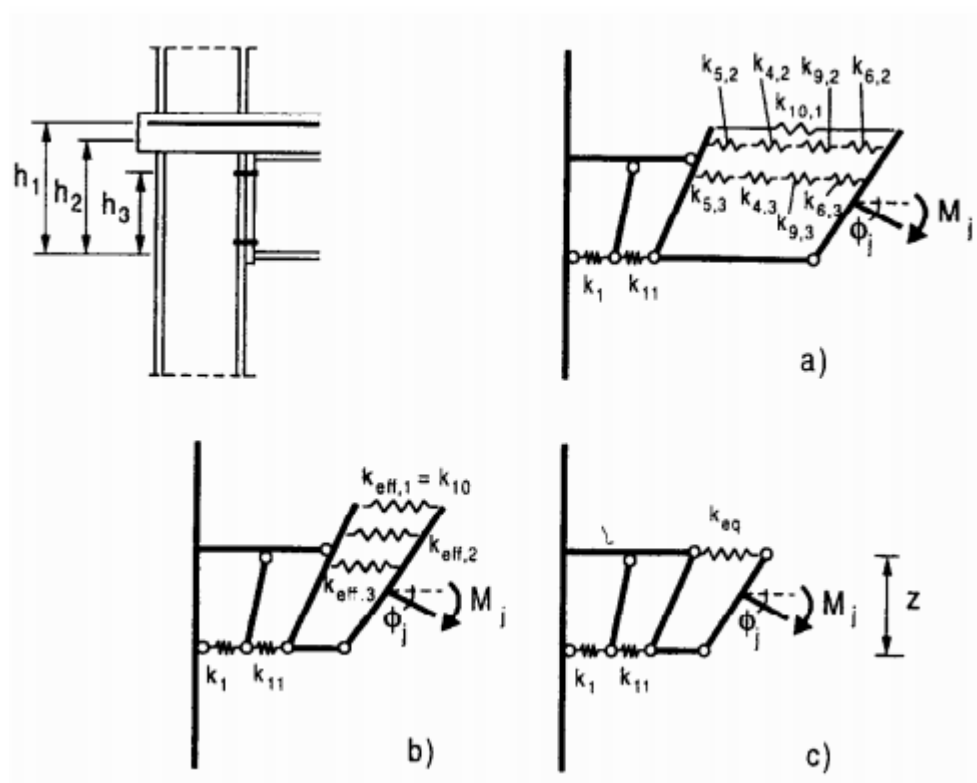 h1
h2
h3
k5,2 k4,2 k9,2 k6,2
k10,1
k5,3 k4.3 k9,3 k6,3
Mj
ϕj
k1 k11
a)
keff,1 = k10
keff,2
keff.3
Mj
ϕj
k1 k11
b)
keq
z
Mj
ϕj
k1 k11
c)